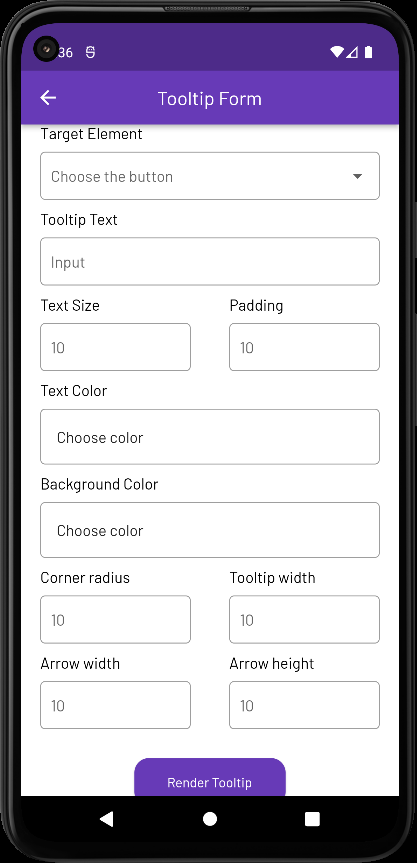 36
Tooltip Form
Target Element
Choose the button
Tooltip Text
Input
Text Size Padding
10 10
Text Color
Choose color
Background Color
Choose color
Corner radius Tooltip width
10 10
Arrow width Arrow height
10 10
Render Tooltip